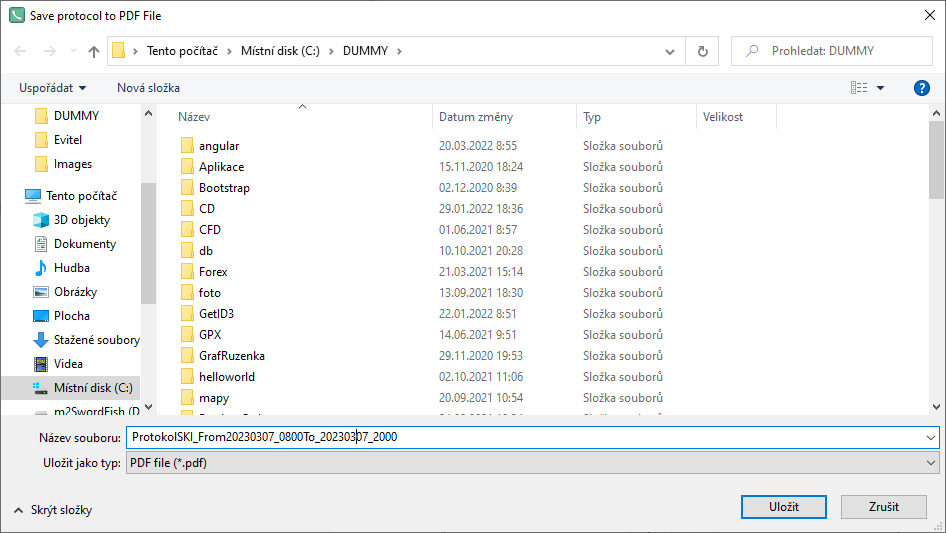 Save protocol to PDF File
Tento počítač > Místní disk (C:) > DUMMY >
Prohledat: DUMMY
Uspořádat
Nová složka
DUMMY
Evitel
Images
Tento počítač
3D objekty
Dokumenty
Hudba
Obrázky
Plocha
Stažené soubory
Videa
Místní disk (C:)
m2SwordFish (D
Název Datum změny Typ Velikost
angular 20.03.2022 8:55 Složka souborů
Aplikace 15.11.2020 18:24 Složka souborů
Bootstrap 02.12.2020 8:39 Složka souborů
CD 29.01.2022 18:36 Složka souborů
CFD 01.06.2021 8:57 Složka souborů
db 10.10.2021 20:28 Složka souborů
Forex 21.03.2021 15:14 Složka souborů
foto 13.09.2021 18:30 Složka souborů
GetID3 22.01.2022 8:51 Složka souborů
GPX 14.06.2021 9:51 Složka souborů
GrafRuzenka 29.11.2020 19:53 Složka souborů
helloworld 02.10.2021 11:06 Složka souborů
mapy 20.09.2021 10:54 Složka souborů
Název souboru: ProtokolSKI_From20230307_0800To_20230307_2000
Uložit jako typ: PDF file (*.pdf)
Skrýt složky
Uložit
Zrušit